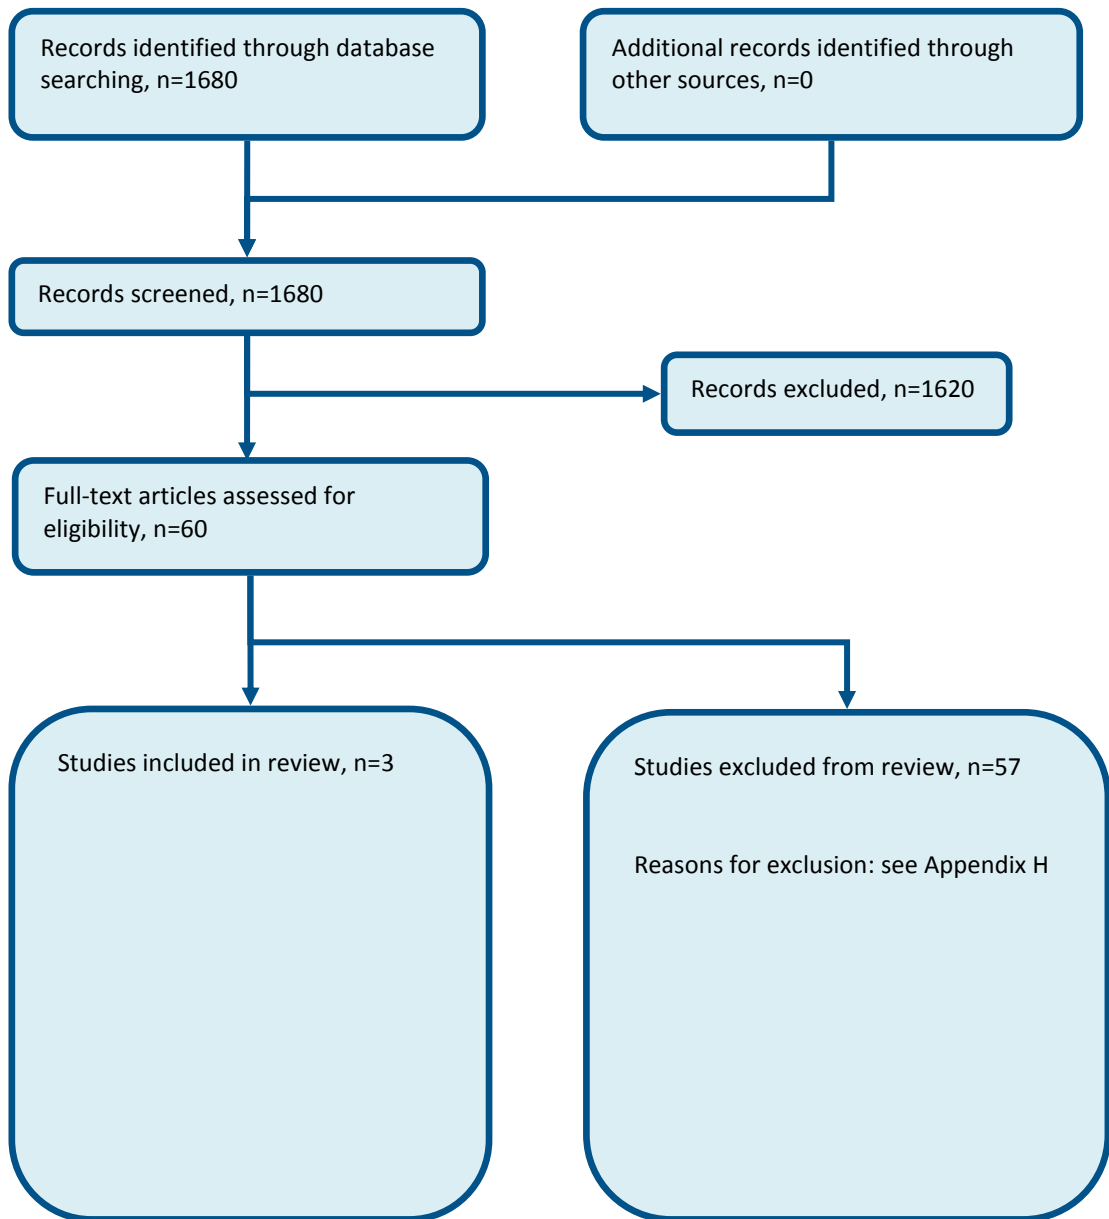 Records identified through database
searching, n=1680
Additional records identified through
other sources, n=0
Records screened, n=1680
Records excluded, n=1620
Full-text articles assessed for
eligibility, n=60
Studies included in review, n=3
Studies excluded from review, n=57
Reasons for exclusion: see Appendix H